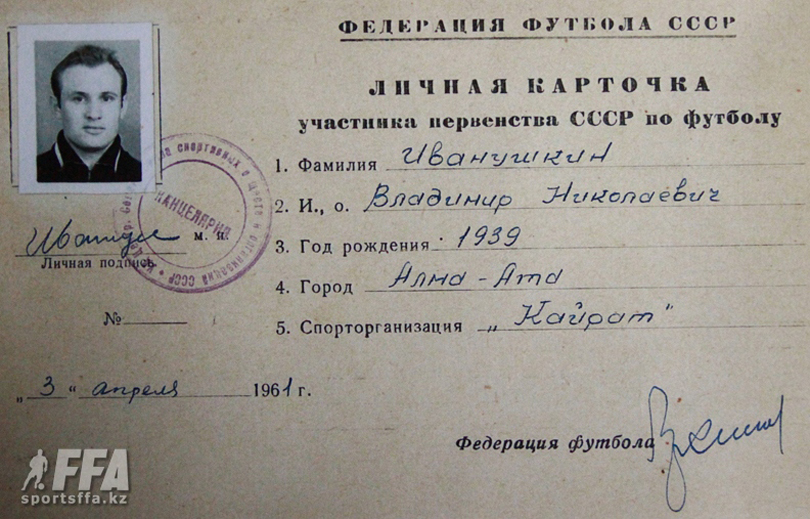 ФЕДЕРАЦИЯ ФУТБОЛА СССР
ЛИЧНАЯ КАРТОЧКА
участника первенства СССР по футболу
1. Фамилия Иванушкин
2. И., о. Владимир Николаевич
3. Год рождения 1939
4. Город Алма-Ата
5. Спорторганизация „Кайрат"
КАНЦЕЛЯРИЯ
м. п.
Личная подпись
№
„3“ апреля 1961 г.
Федерация футбола
FFA
sportsffa.kz